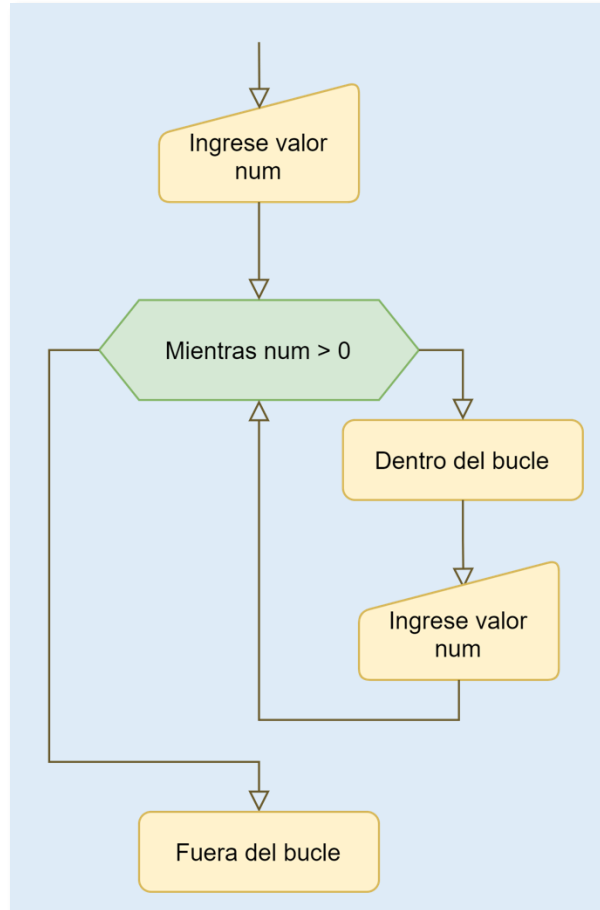 Ingrese valor
num
Mientras num > 0
Dentro del bucle
Ingrese valor
num
Fuera del bucle